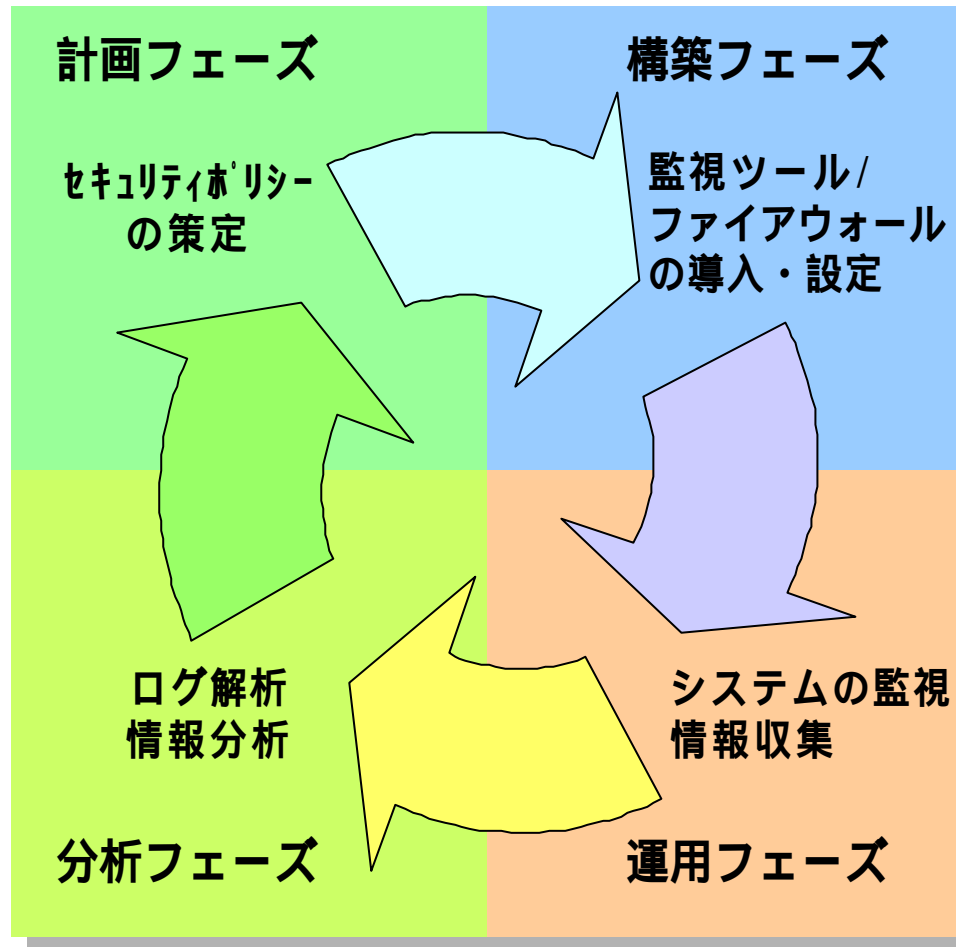 計画フェーズ
セキュリティポリシー
の策定
構築フェーズ
監視ツール/
ファイアウォール
の導入・設定
ログ解析
情報分析
分析フェーズ
システムの監視
情報収集
運用フェーズ